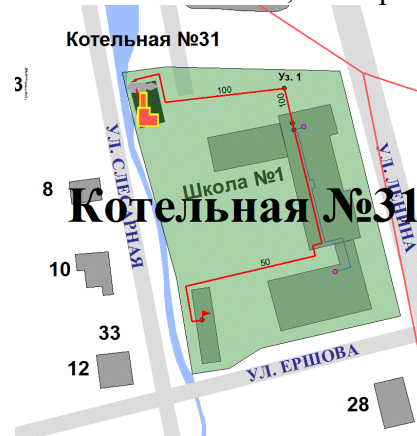 Котельная №31
3
Уз. 1
100
100
УЛ. СЛЕСАРНАЯ
УЛ. ЛЕНИНА
Школа №1
8
Котельная №31
10
50
33
12
УЛ. ЕРШОВА
28